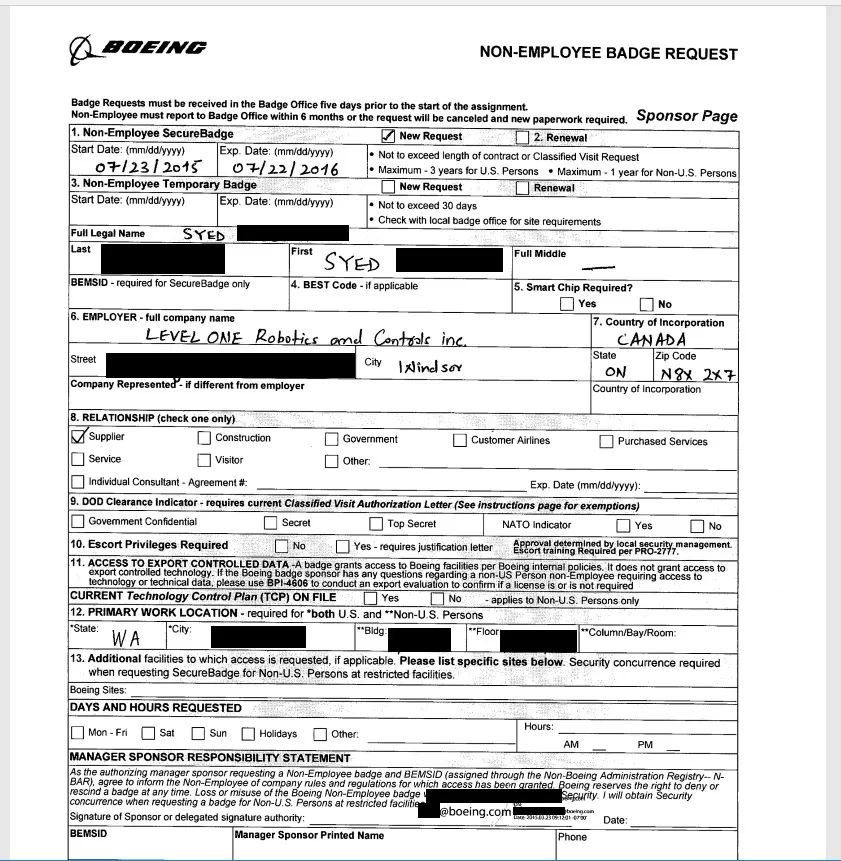 BOEING
NON-EMPLOYEE BADGE REQUEST
Badge Requests must be received in the Badge Office five days prior to the start of the assignment.
Non-Employee must report to Badge Office within 6 months or the request will be canceled and new paperwork required. Sponsor Page
1. Non-Employee SecureBadge New Request 2. Renewal
Start Date: (mm/dd/yyyy) Exp. Date: (mm/dd/yyyy) • Not to exceed length of contract or Classified Visit Request
07/23/2015 07/22/2016 • Maximum - 3 years for U.S. Persons • Maximum - 1 year for Non-U.S. Persons
3. Non-Employee Temporary Badge New Request Renewal
Start Date: (mm/dd/yyyy) Exp. Date: (mm/dd/yyyy) • Not to exceed 30 days
• Check with local badge office for site requirements
Full Legal Name SYED
Last First SYED Full Middle —
BEMSID - required for SecureBadge only 4. BEST Code - if applicable 5. Smart Chip Required?
Yes No
6. EMPLOYER - full company name 7. Country of Incorporation
LEVEL ONE Robotics and Controls inc. CANADA
Street City Windsor State ON Zip Code N8X 2X7
Company Represented - if different from employer Country of Incorporation
8. RELATIONSHIP (check one only)
Supplier Construction Government Customer Airlines Purchased Services
Service Visitor Other:
Individual Consultant - Agreement #: Exp. Date (mm/dd/yyyy):
9. DOD Clearance Indicator - requires current Classified Visit Authorization Letter (See instructions page for exemptions)
Government Confidential Secret Top Secret NATO Indicator Yes No
10. Escort Privileges Required No Yes - requires justification letter Approval determined by local security management.
Escort training Required per PRO-2777.
11. ACCESS TO EXPORT CONTROLLED DATA -A badge grants access to Boeing facilities per Boeing internal policies. It does not grant access to
export controlled technology. If the Boeing badge sponsor has any questions regarding a non-US Person non-Employee requiring access to
technology or technical data, please use BPI-4606 to conduct an export evaluation to confirm if a license is or is not required
CURRENT Technology Control Plan (TCP) ON FILE Yes No - applies to Non-U.S. Persons only
12. PRIMARY WORK LOCATION - required for *both U.S. and **Non-U.S. Persons
*State: WA *City: **Bldg: **Floor **Column/Bay/Room:
13. Additional facilities to which access is requested, if applicable. Please list specific sites below. Security concurrence required
when requesting SecureBadge for Non-U.S. Persons at restricted facilities.
Boeing Sites:
DAYS AND HOURS REQUESTED
Mon - Fri Sat Sun Holidays Other: Hours:
AM PM
MANAGER SPONSOR RESPONSIBILITY STATEMENT
As the authorizing manager sponsor requesting a Non-Employee badge and BEMSID (assigned through the Non-Boeing Administration Registry-- N-
BAR), agree to inform the Non-Employee of company rules and regulations for which access has been granted. Boeing reserves the right to deny or
rescind a badge at any time. Loss or misuse of the Boeing Non-Employee badge Security. I will obtain Security
concurrence when requesting a badge for Non-U.S. Persons at restricted facilitie
@boeing.com
Signature of Sponsor or delegated signature authority: Date:
BEMSID Manager Sponsor Printed Name Phone